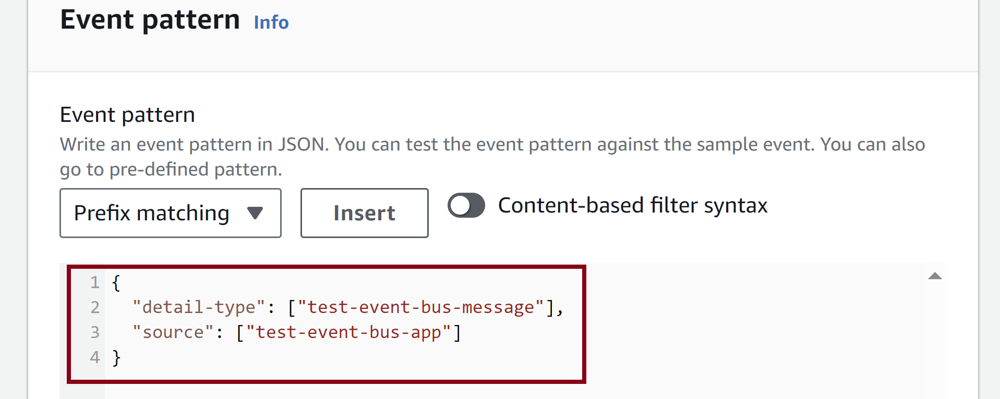 Event pattern Info
Event pattern
Write an event pattern in JSON. You can test the event pattern against the sample event. You can also
go to pre-defined pattern.
Prefix matching Insert Content-based filter syntax
1 {
2   "detail-type": ["test-event-bus-message"],
3   "source": ["test-event-bus-app"]
4 }